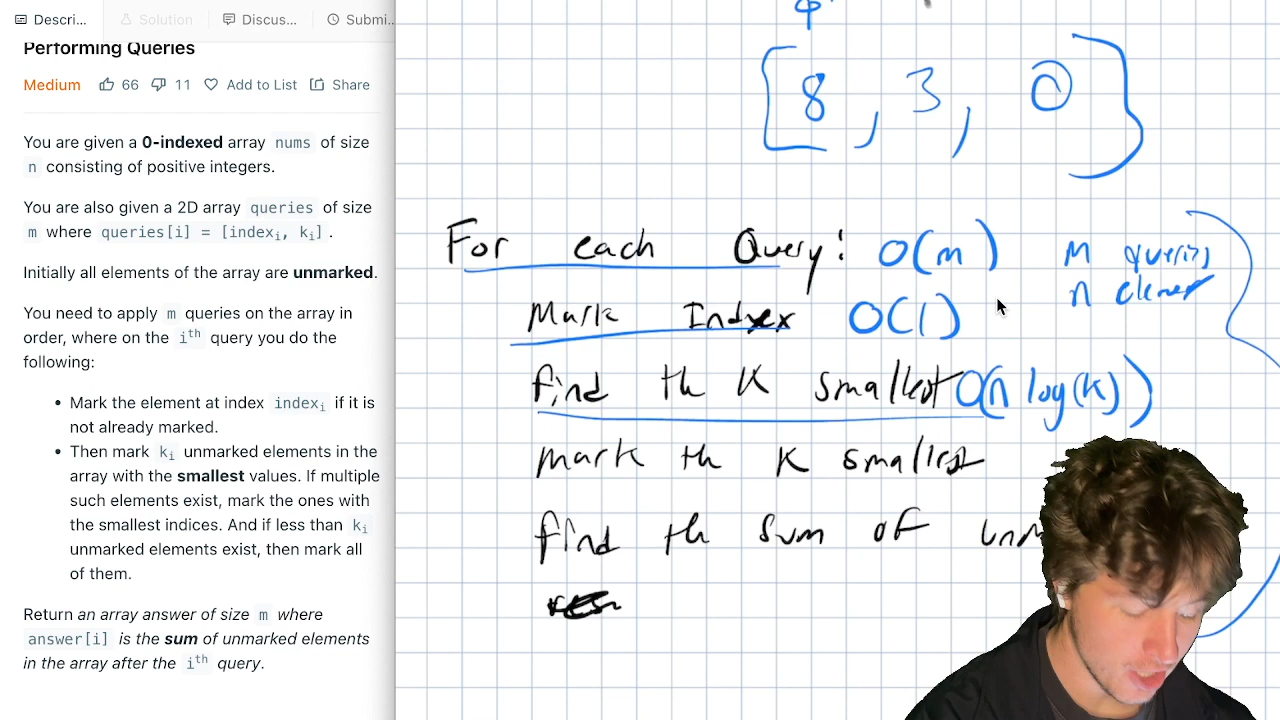 Descri...
Solution
Discus...
Submi...
Performing Queries
Medium 66 11 Add to List Share
You are given a 0-indexed array nums of size
n consisting of positive integers.
You are also given a 2D array queries of size
m where queries[i] = [indexi, ki].
Initially all elements of the array are unmarked.
You need to apply m queries on the array in
order, where on the ith query you do the
following:
• Mark the element at index indexi if it is
not already marked.
• Then mark ki unmarked elements in the
array with the smallest values. If multiple
such elements exist, mark the ones with
the smallest indices. And if less than ki
unmarked elements exist, then mark all
of them.
Return an array answer of size m where
answer[i] is the sum of unmarked elements
in the array after the ith query.
[8, 3, 0]
For each Query: O(m)
m queries
n
Mark Index O(1)
find th K smallest O(n log(k))
mark th K smallest
find th sum of